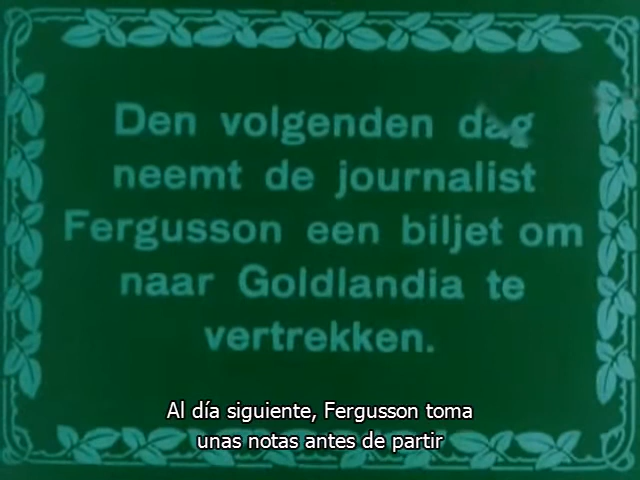 Den volgenden dag
neemt de journalist
Fergusson een biljet om
naar Goldlandia te
vertrekken.
Al día siguiente, Fergusson toma
unas notas antes de partir